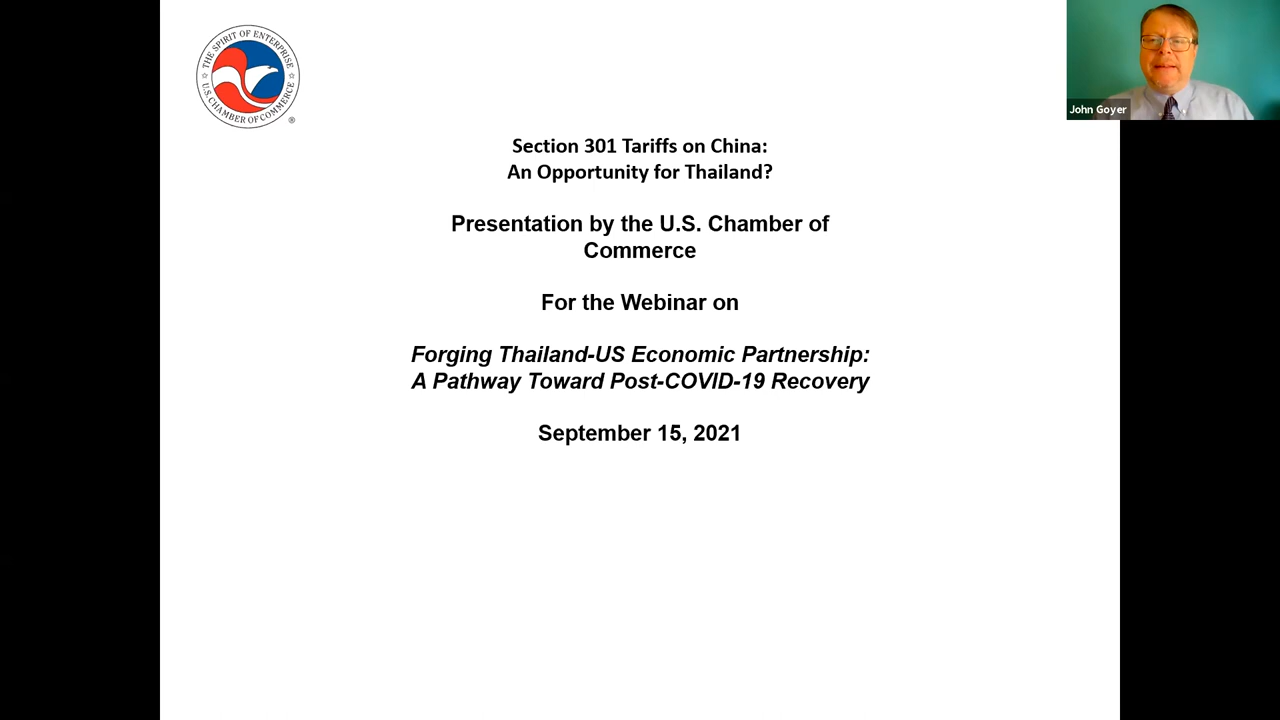 THE SPIRIT OF ENTERPRISE
U.S. CHAMBER OF COMMERCE
®
John Goyer
Section 301 Tariffs on China:
An Opportunity for Thailand?
Presentation by the U.S. Chamber of
Commerce
For the Webinar on
Forging Thailand-US Economic Partnership:
A Pathway Toward Post-COVID-19 Recovery
September 15, 2021